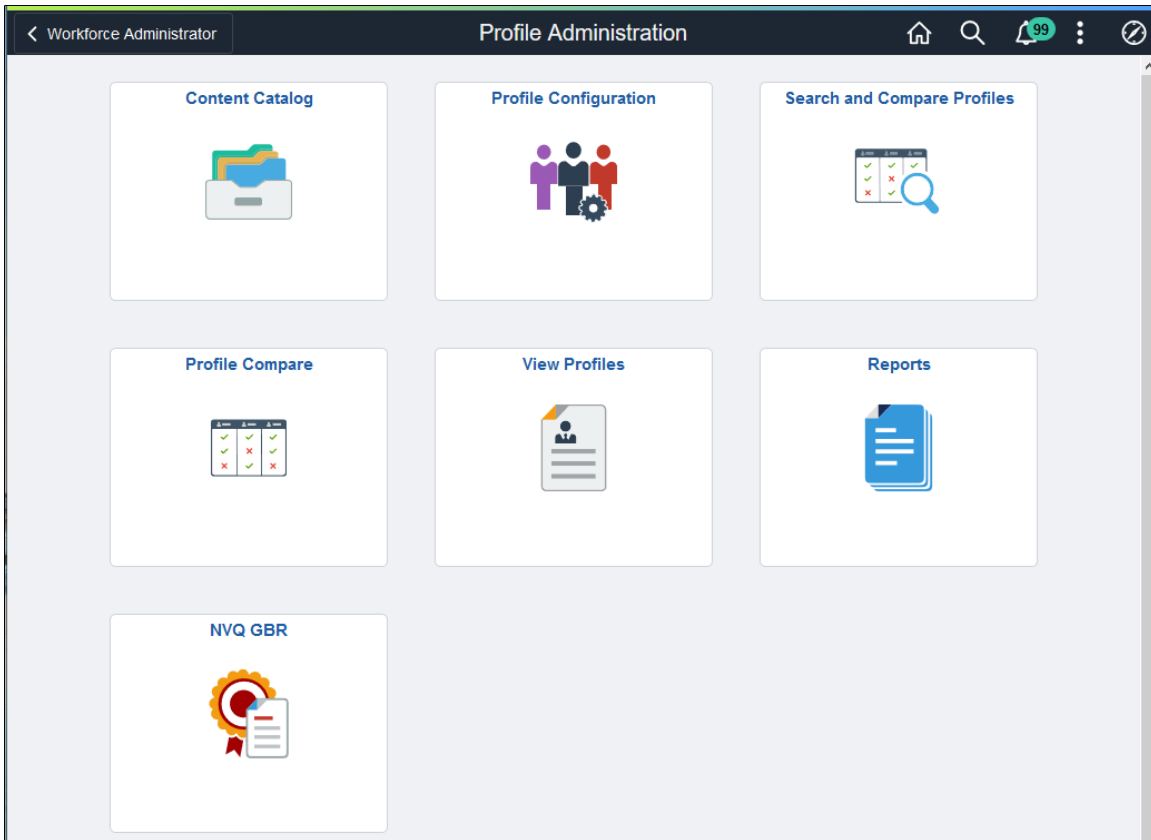 Workforce Administrator
Profile Administration
99
Content Catalog
Profile Configuration
Search and Compare Profiles
Profile Compare
View Profiles
Reports
NVQ GBR